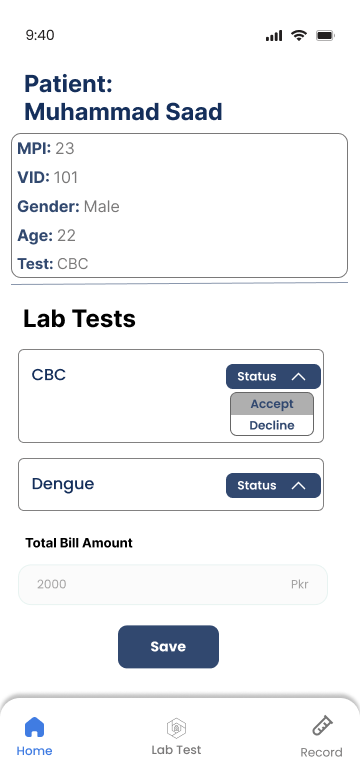 9:40
Patient:
Muhammad Saad
MPI: 23
VID: 101
Gender: Male
Age: 22
Test: CBC
Lab Tests
CBC
Status
Accept
Decline
Dengue
Status
Total Bill Amount
2000 Pkr
Save
Home
Lab Test
Record